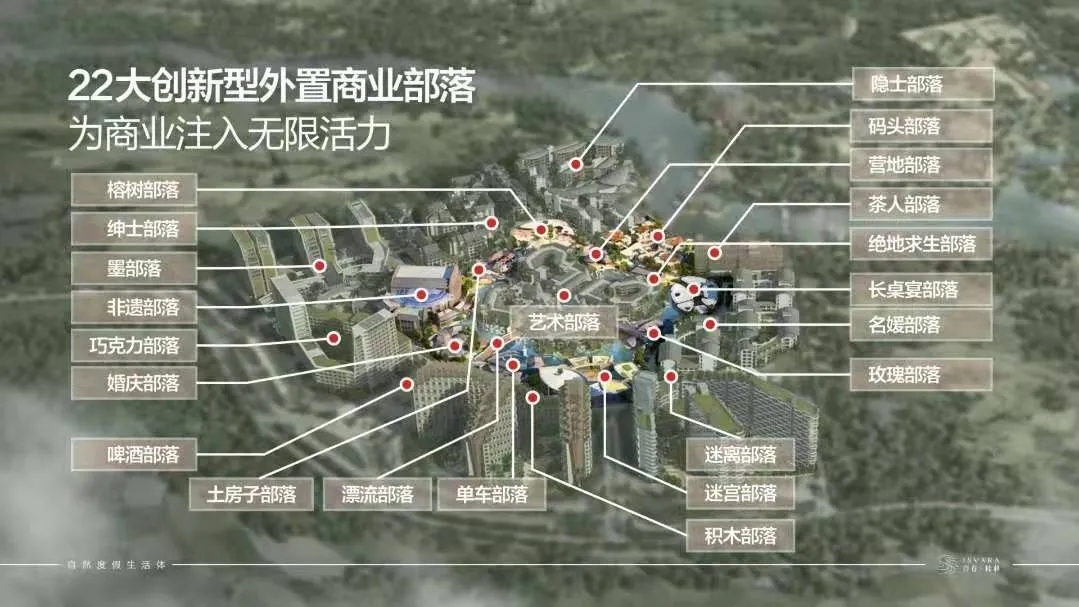 22大创新型外置商业部落
为商业注入无限活力
榕树部落
绅士部落
墨部落
非遗部落
巧克力部落
婚庆部落
啤酒部落
土房子部落
漂流部落
单车部落
艺术部落
隐士部落
码头部落
营地部落
茶人部落
绝地求生部落
长桌宴部落
名媛部落
玫瑰部落
迷离部落
迷宫部落
积木部落
自然度假生活体
ISVARA